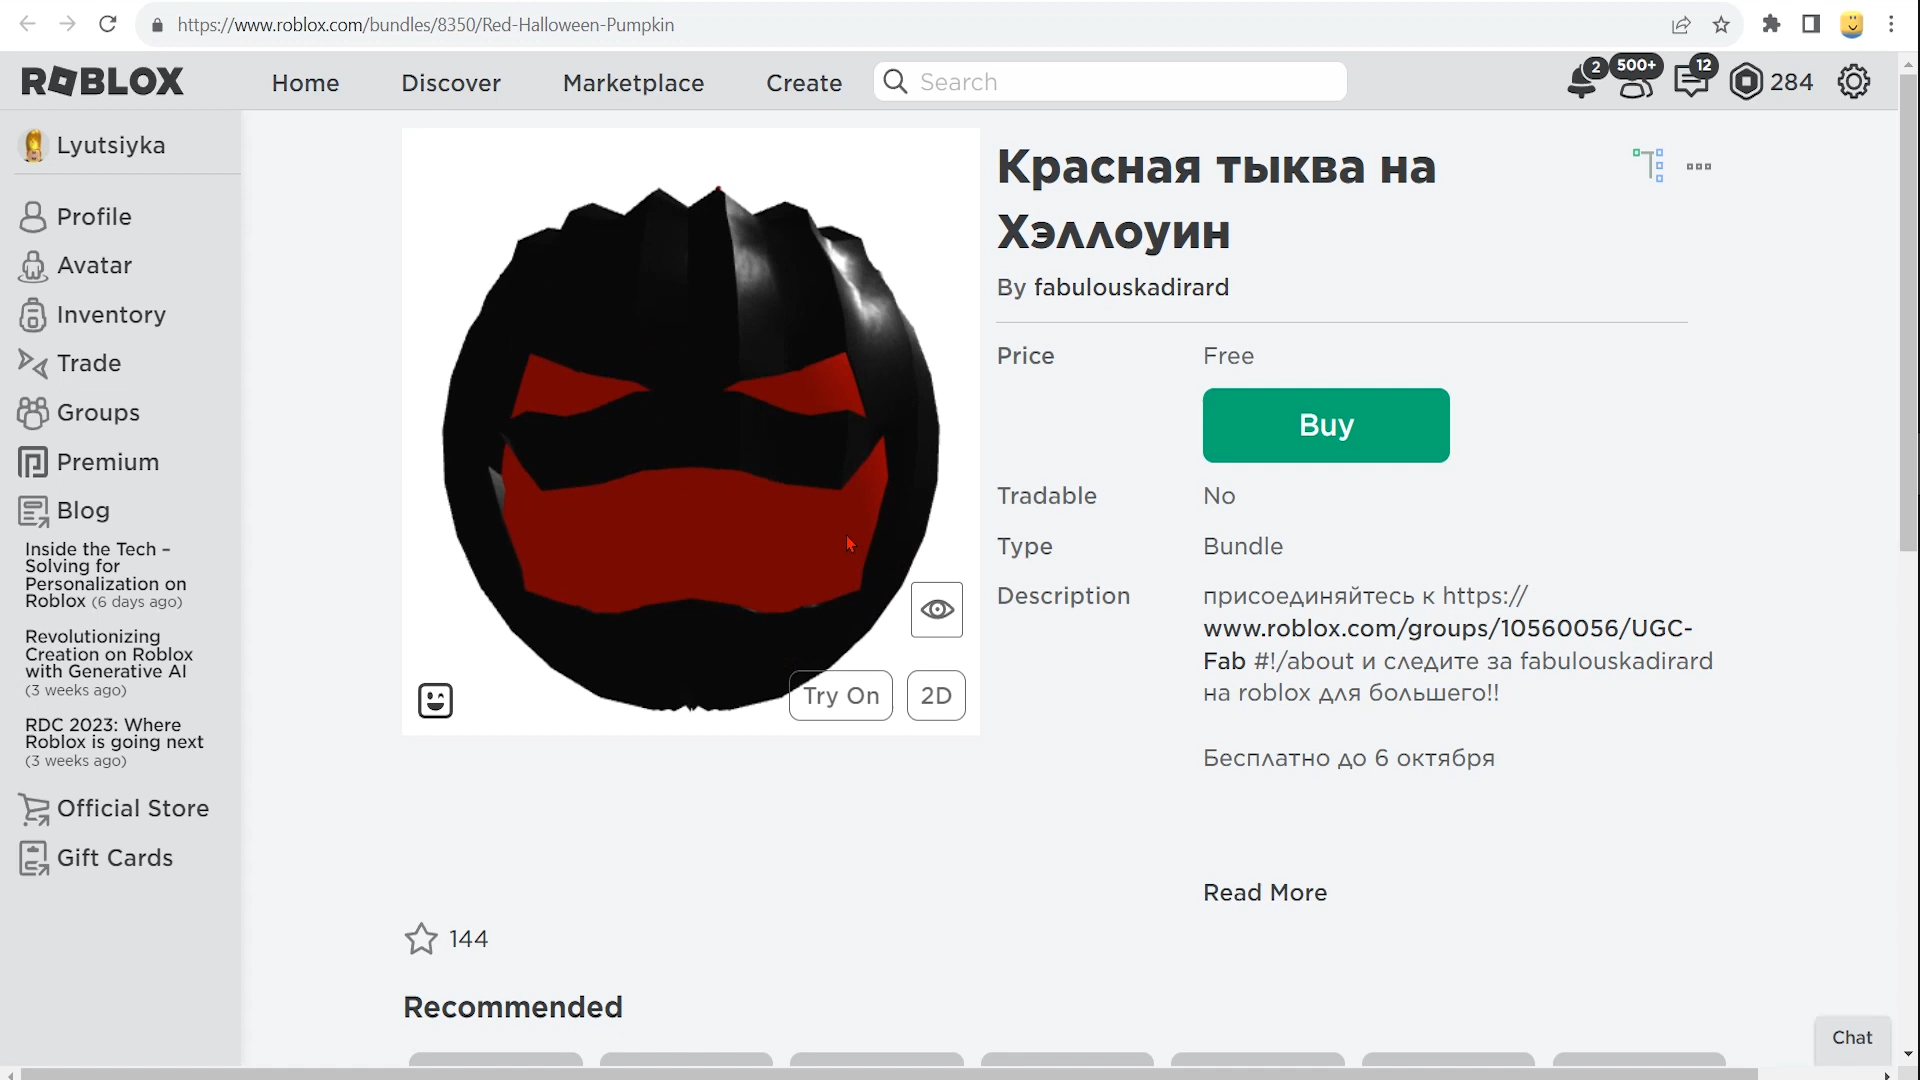 https://www.roblox.com/bundles/8350/Red-Halloween-Pumpkin
ROBLOX
Home
Discover
Marketplace
Create
Search
2
500+
12
284
Lyutsiyka
Profile
Avatar
Inventory
Trade
Groups
Premium
Blog
Inside the Tech –
Solving for
Personalization on
Roblox (6 days ago)
Revolutionizing
Creation on Roblox
with Generative AI
(3 weeks ago)
RDC 2023: Where
Roblox is going next
(3 weeks ago)
Official Store
Gift Cards
Try On
2D
144
Красная тыква на
Хэллоуин
By fabulouskadirard
Price
Free
Buy
Tradable
No
Type
Bundle
Description
присоединяйтесь к https://
www.roblox.com/groups/10560056/UGC-
Fab #!/about и следите за fabulouskadirard
на roblox для большего!!
Бесплатно до 6 октября
Read More
Recommended
Chat